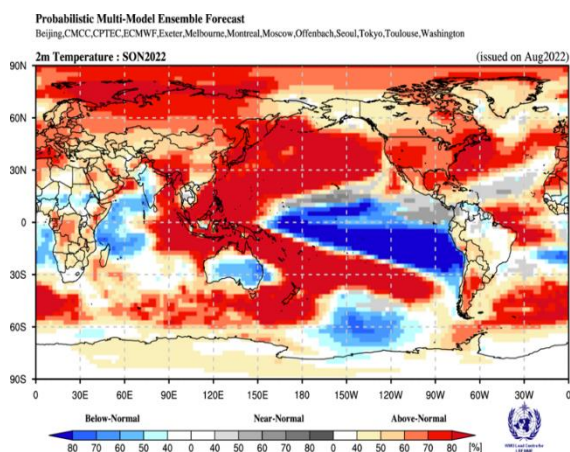 Probabilistic Multi-Model Ensemble Forecast
Beijing,CMCC,CPTEC,ECMWF,Exeter,Melbourne,Montreal,Moscow,Offenbach,Seoul,Tokyo,Toulouse,Washington
2m Temperature : SON2022 (issued on Aug2022)
90N
60N
30N
0
30S
60S
90S
0 30E 60E 90E 120E 150E 180 150W 120W 90W 60W 30W 0
Below-Normal Near-Normal Above-Normal
80 70 60 50 40 0 40 50 60 70 80 0 40 50 60 70 80 [%]